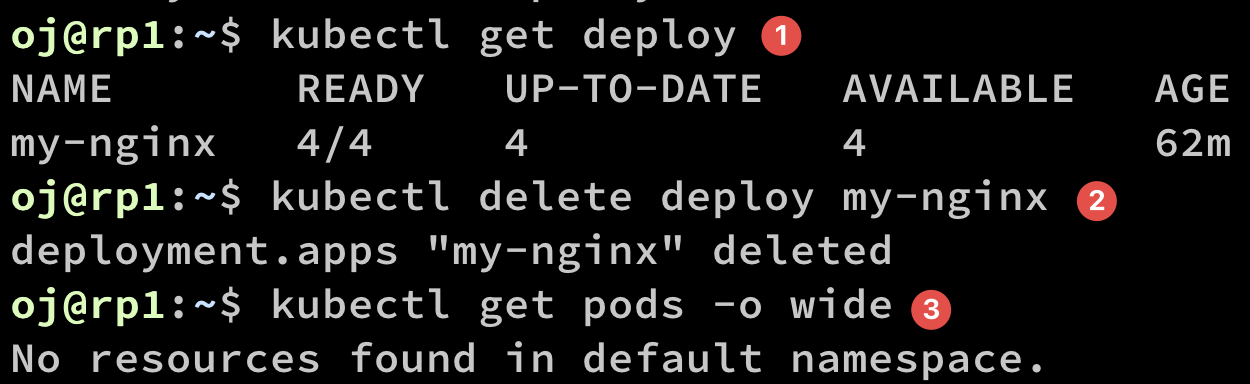 oj@rp1:~$ kubectl get deploy 1
NAME READY UP-TO-DATE AVAILABLE AGE
my-nginx 4/4 4 4 62m
oj@rp1:~$ kubectl delete deploy my-nginx 2
deployment.apps "my-nginx" deleted
oj@rp1:~$ kubectl get pods -o wide 3
No resources found in default namespace.